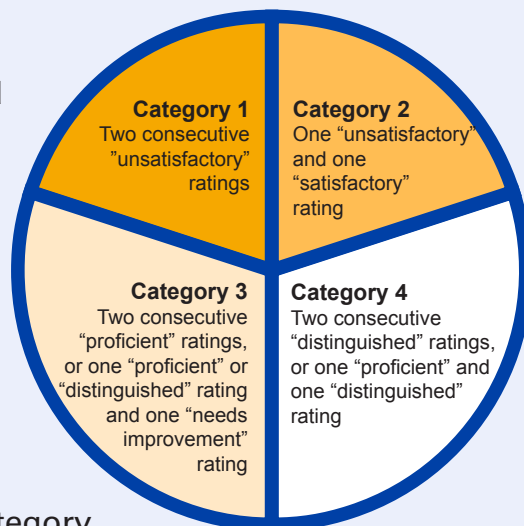 Category 1
Two consecutive
”unsatisfactory”
ratings
Category 2
One “unsatisfactory”
and one
“satisfactory”
rating
Category 3
Two consecutive
“proficient” ratings,
or one “proficient” or
“distinguished” rating
and one “needs
improvement”
rating
Category 4
Two consecutive
“distinguished” ratings,
or one “proficient” and
one “distinguished”
rating